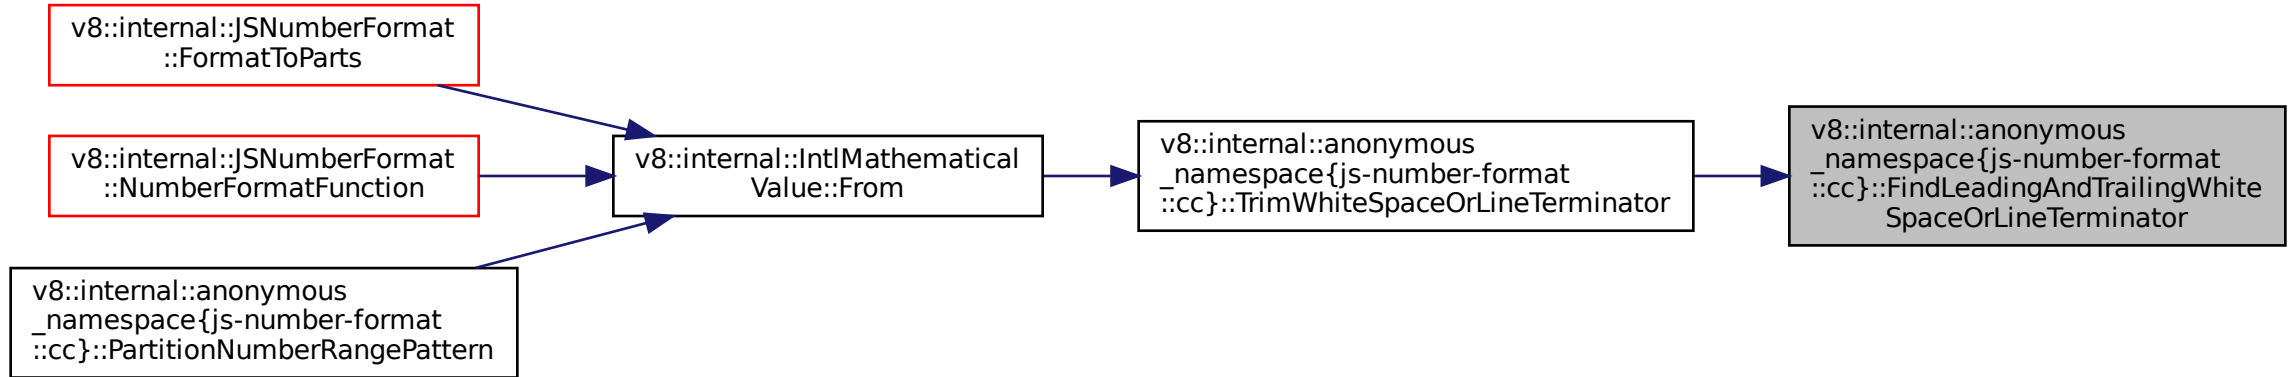 v8::internal::JSNumberFormat
::FormatToParts
v8::internal::JSNumberFormat
::NumberFormatFunction
v8::internal::anonymous
_namespace{js-number-format
::cc}::PartitionNumberRangePattern
v8::internal::IntlMathematical
Value::From
v8::internal::anonymous
_namespace{js-number-format
::cc}::TrimWhiteSpaceOrLineTerminator
v8::internal::anonymous
_namespace{js-number-format
::cc}::FindLeadingAndTrailingWhite
SpaceOrLineTerminator